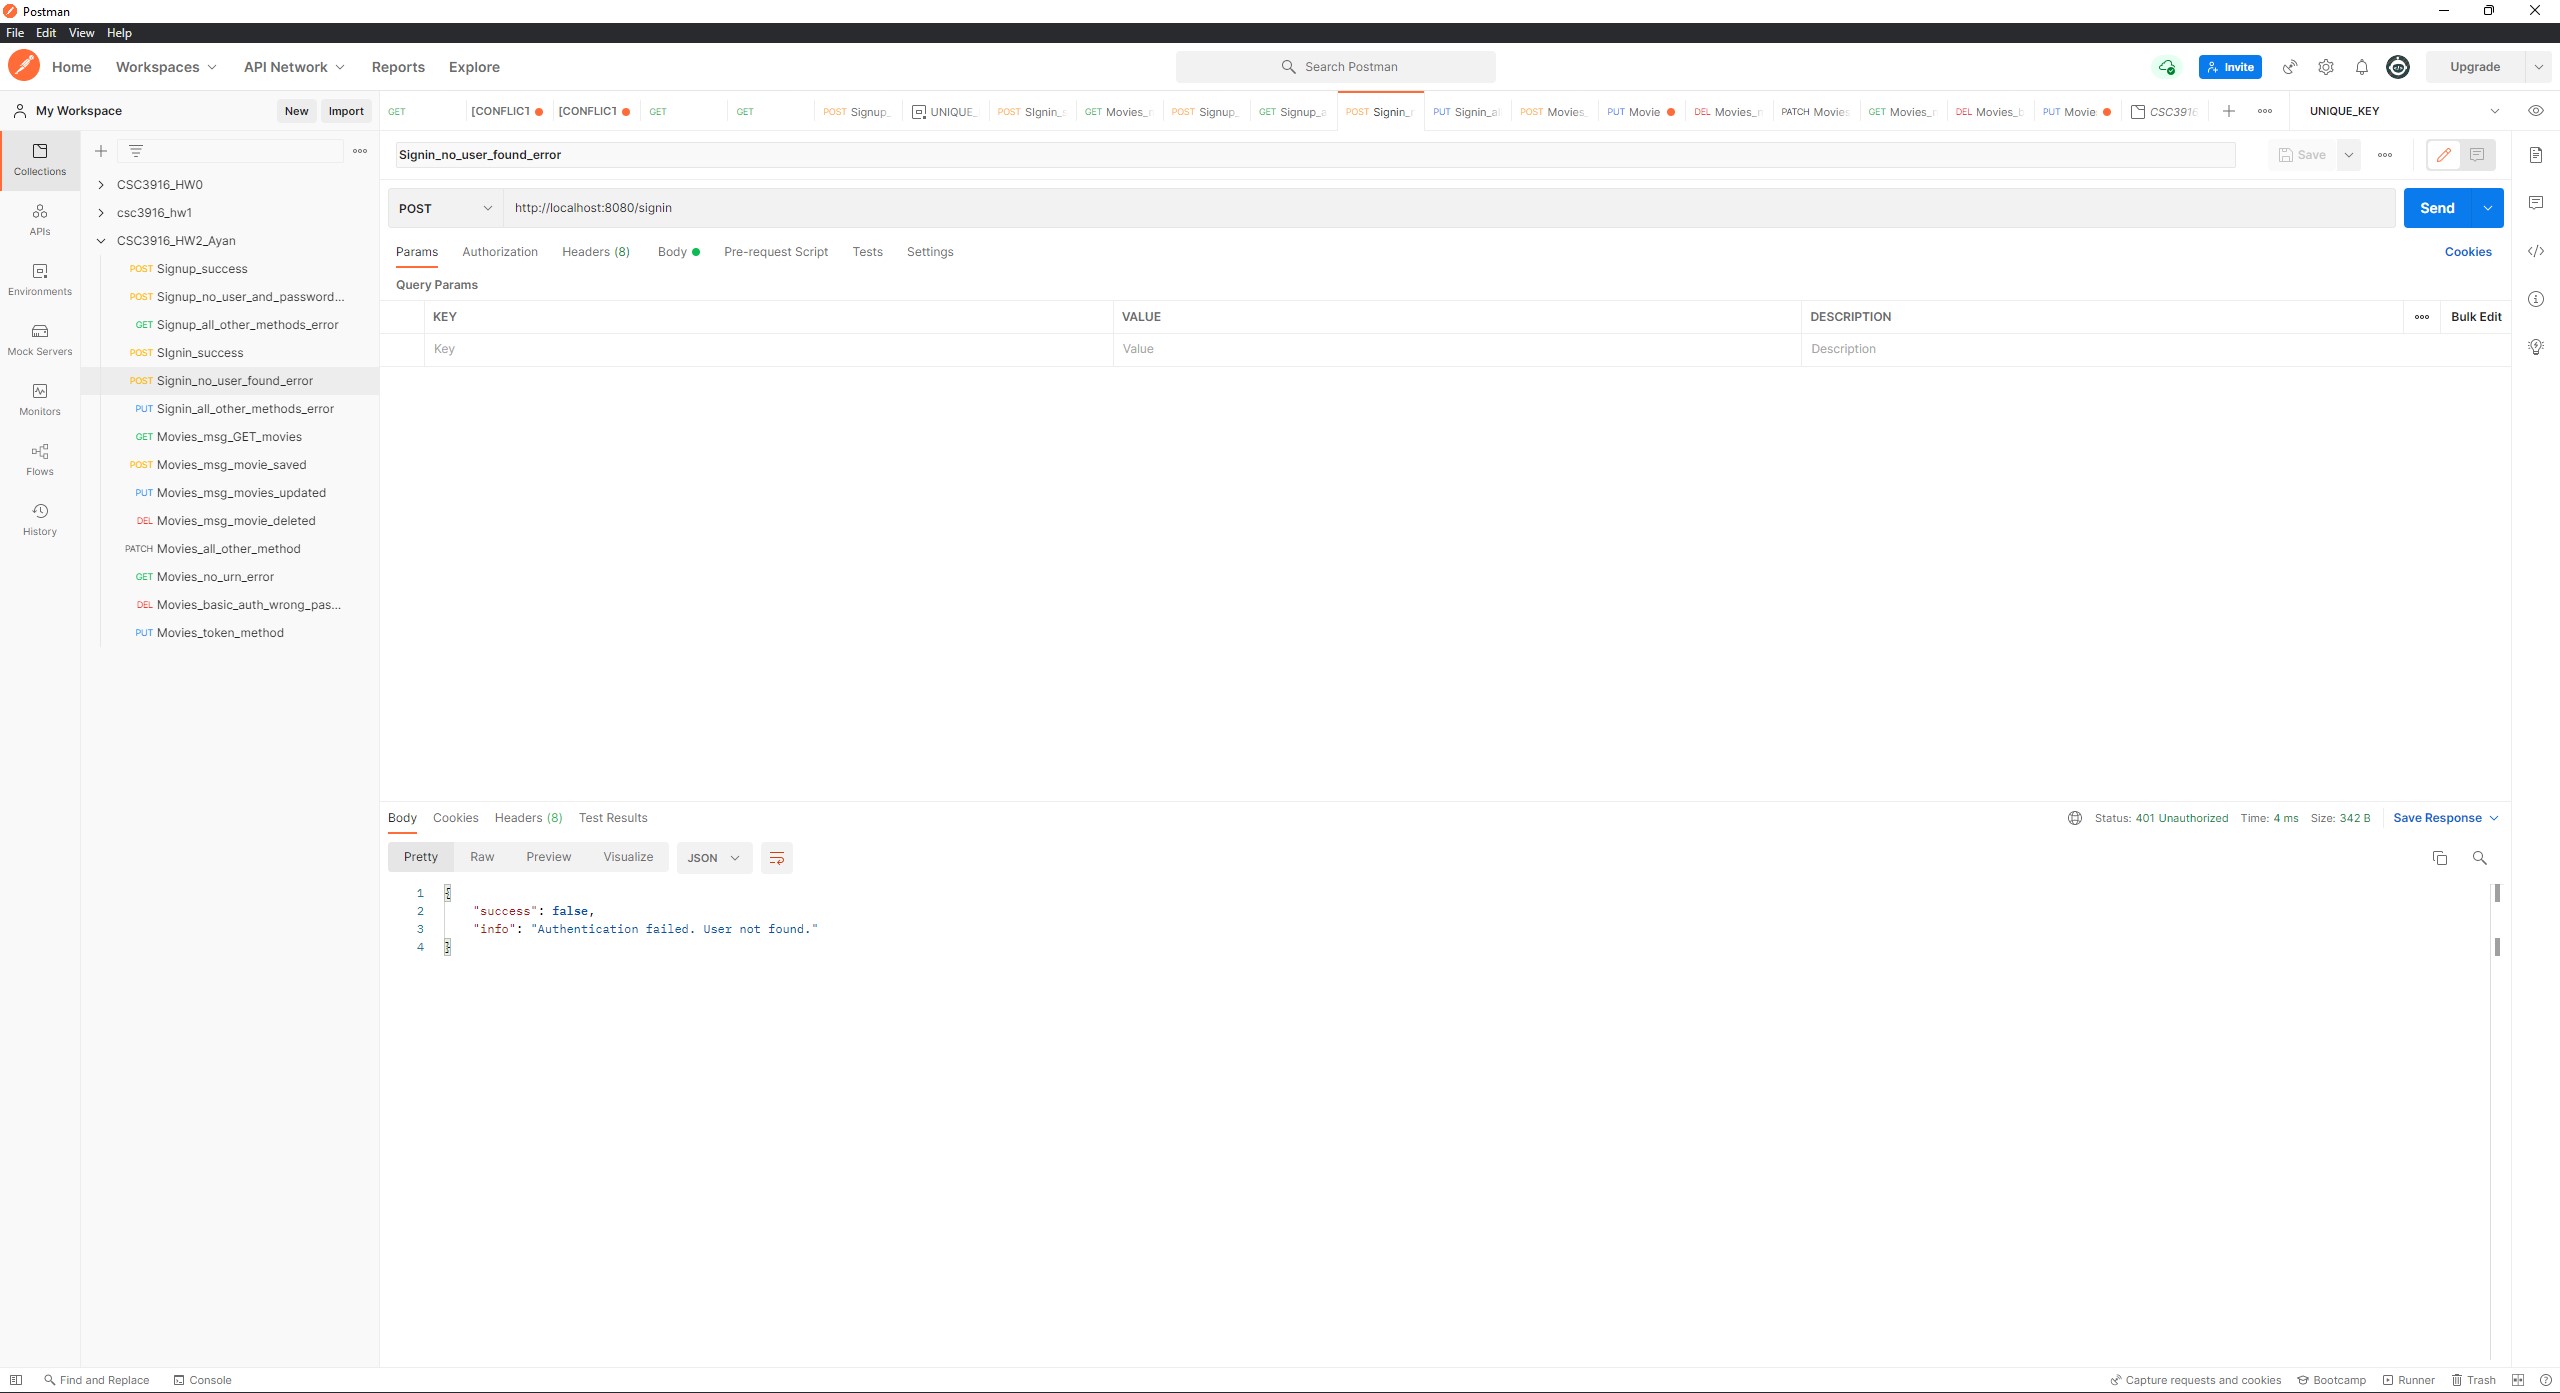 Postman
File Edit View Help
Home Workspaces API Network Reports Explore Search Postman Invite Upgrade
My Workspace New Import GET [CONFLICT [CONFLICT GET GET POST Signup_ UNIQUE_ POST SIgnin_s GET Movies_ POST Signup_ GET Signup_a POST Signin_ PUT Signin_al POST Movies_ PUT Movie DEL Movies_ PATCH Movies GET Movies_ DEL Movies_b PUT Movie CSC3916 UNIQUE_KEY
Collections
APIs
Environments
Mock Servers
Monitors
Flows
History
CSC3916_HW0
csc3916_hw1
CSC3916_HW2_Ayan
POST Signup_success
POST Signup_no_user_and_password...
GET Signup_all_other_methods_error
POST SIgnin_success
POST Signin_no_user_found_error
PUT Signin_all_other_methods_error
GET Movies_msg_GET_movies
POST Movies_msg_movie_saved
PUT Movies_msg_movies_updated
DEL Movies_msg_movie_deleted
PATCH Movies_all_other_method
GET Movies_no_urn_error
DEL Movies_basic_auth_wrong_pas...
PUT Movies_token_method
Signin_no_user_found_error Save
POST http://localhost:8080/signin Send
Params Authorization Headers (8) Body Pre-request Script Tests Settings Cookies
Query Params
KEY VALUE DESCRIPTION Bulk Edit
Key Value Description
Body Cookies Headers (8) Test Results Status: 401 Unauthorized Time: 4 ms Size: 342 B Save Response
Pretty Raw Preview Visualize JSON
1 {
2 "success": false,
3 "info": "Authentication failed. User not found."
4 }
Find and Replace Console Capture requests and cookies Bootcamp Runner Trash